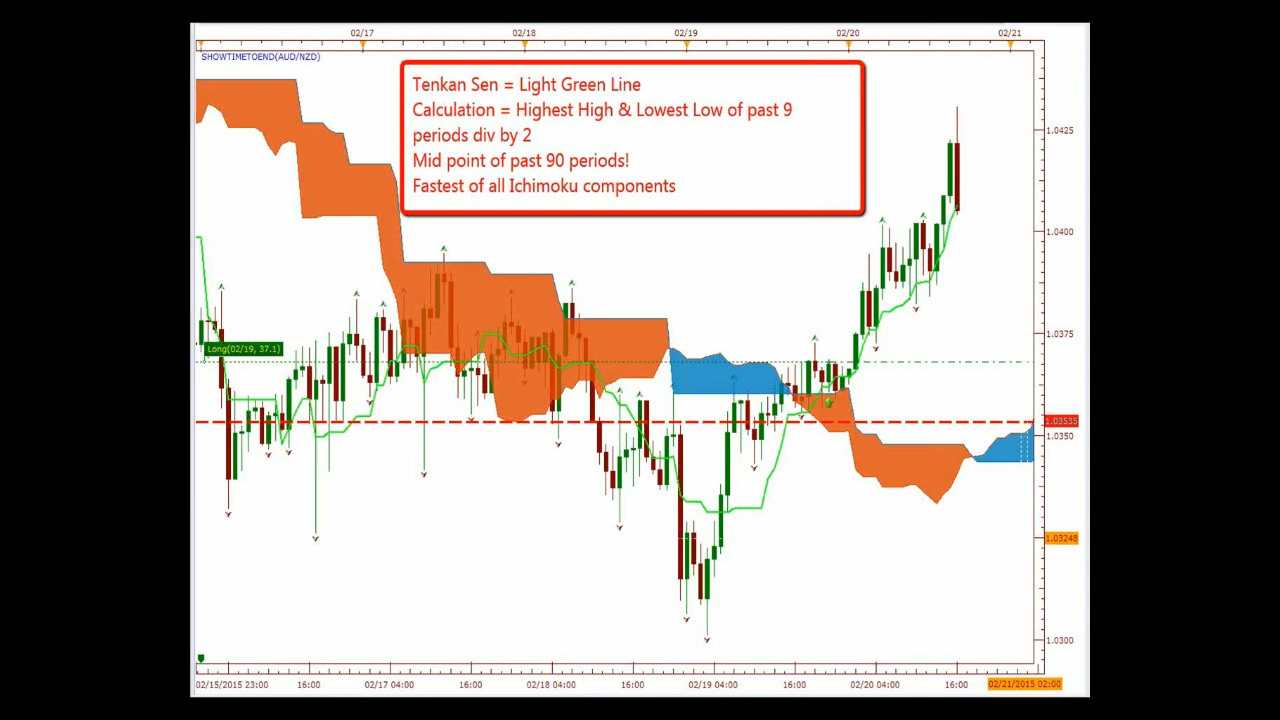 02/17 02/18 02/19 02/20 02/21
SHOWTIMETOEND(AUD/NZD)
Tenkan Sen = Light Green Line
Calculation = Highest High & Lowest Low of past 9
periods div by 2
Mid point of past 90 periods!
Fastest of all Ichimoku components
1.0425
1.0400
1.0375
Long(02/19, 37.1)
1.03535
1.0350
1.03248
1.0300
02/15/2015 23:00 16:00 02/17 04:00 16:00 02/18 04:00 16:00 02/19 04:00 16:00 02/20 04:00 16:00 02/21/2015 02:00